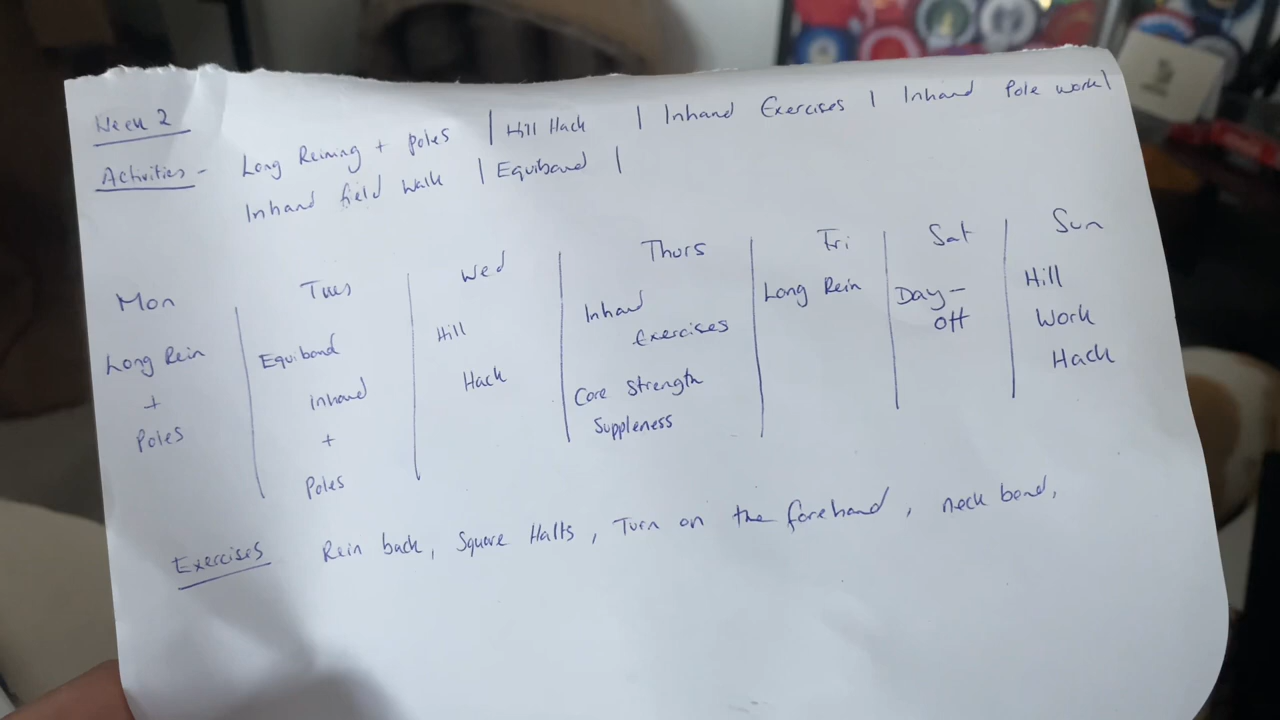 Week 2
Activities - Long Reining + Poles | Hill Hack | Inhand Exercises | Inhand Pole work |
Inhand field walk | Equiband |
Mon
Long Rein
+
Poles
Tues
Equiband
inhand
+
Poles
Wed
Hill
Hack
Thurs
Inhand
Exercises
Core Strength
Suppleness
Fri
Long Rein
Sat
Day-
Off
Sun
Hill
Work
Hack
Exercises Rein back, Square Halts, Turn on the forehand, neck bend,